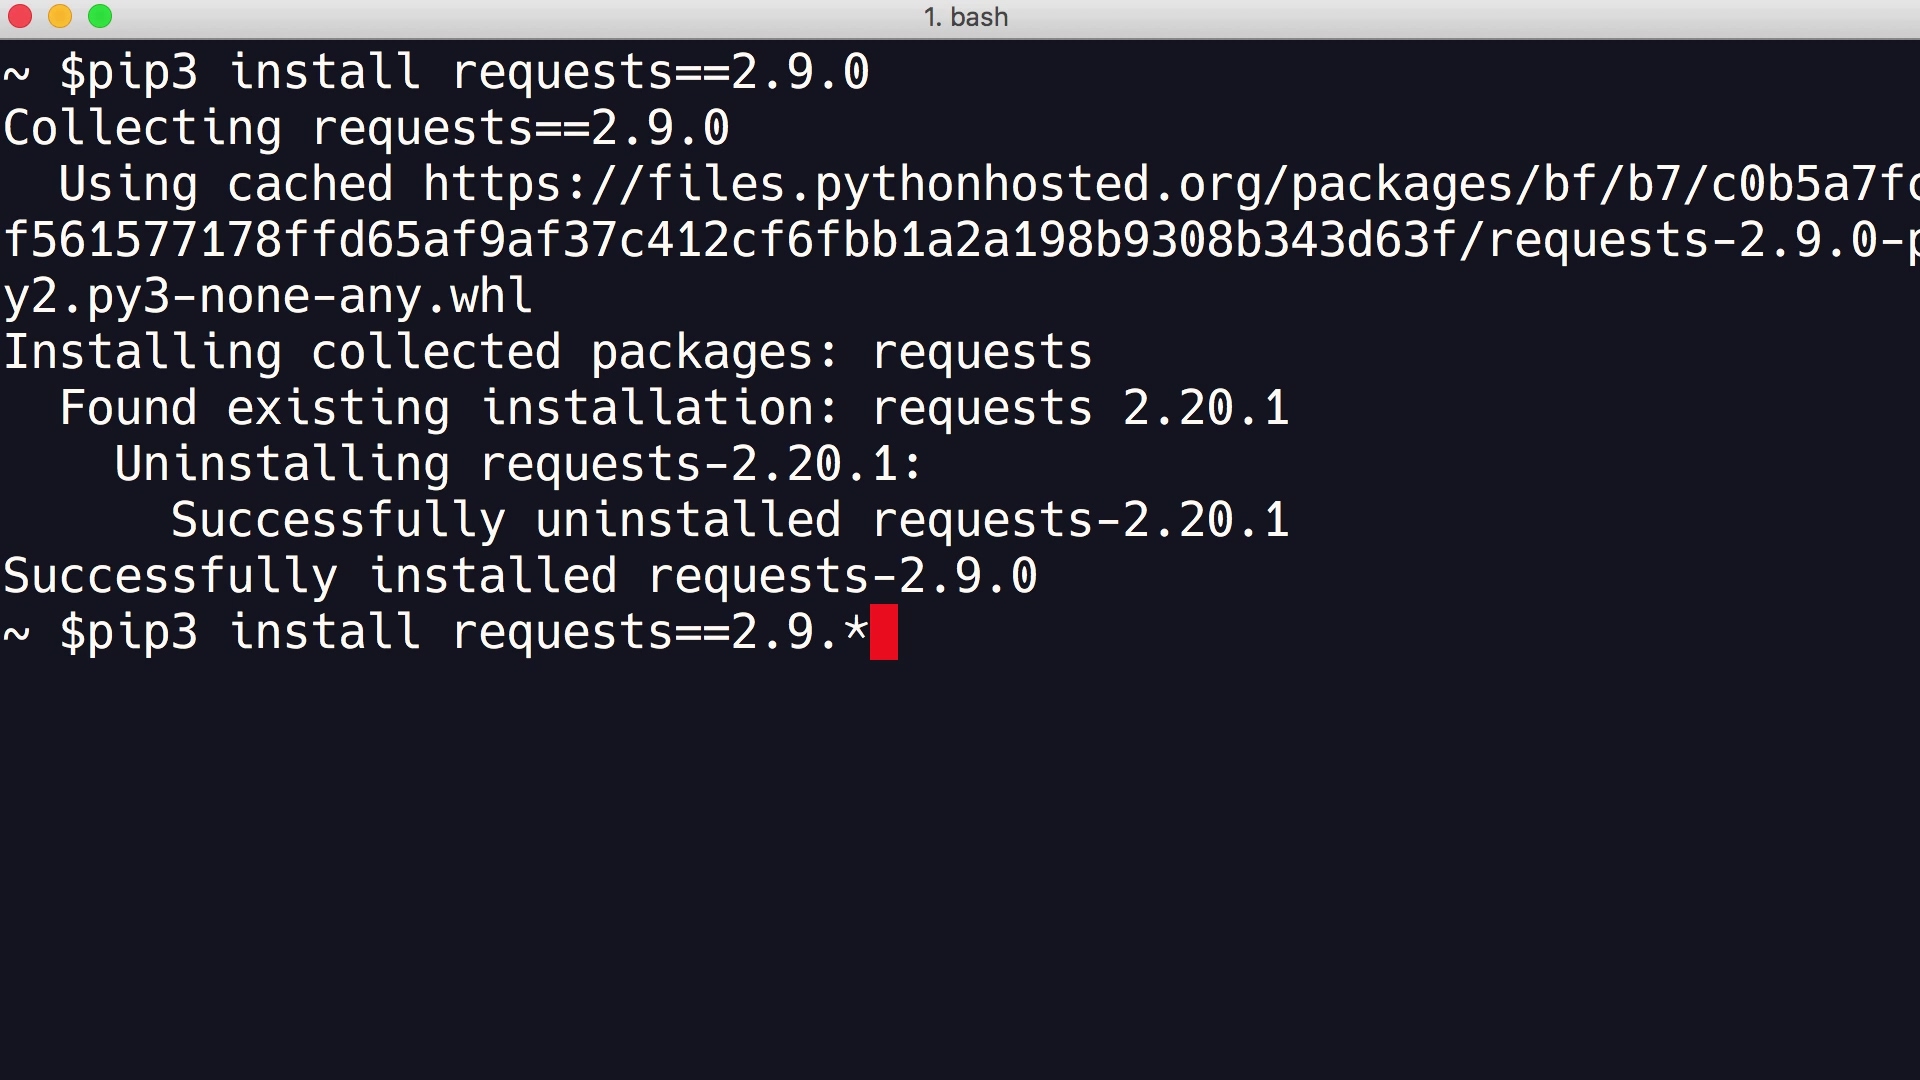 1. bash
~ $pip3 install requests==2.9.0
Collecting requests==2.9.0
  Using cached https://files.pythonhosted.org/packages/bf/b7/c0b5a7fc
f561577178ffd65af9af37c412cf6fbb1a2a198b9308b343d63f/requests-2.9.0-p
y2.py3-none-any.whl
Installing collected packages: requests
  Found existing installation: requests 2.20.1
    Uninstalling requests-2.20.1:
      Successfully uninstalled requests-2.20.1
Successfully installed requests-2.9.0
~ $pip3 install requests==2.9.*